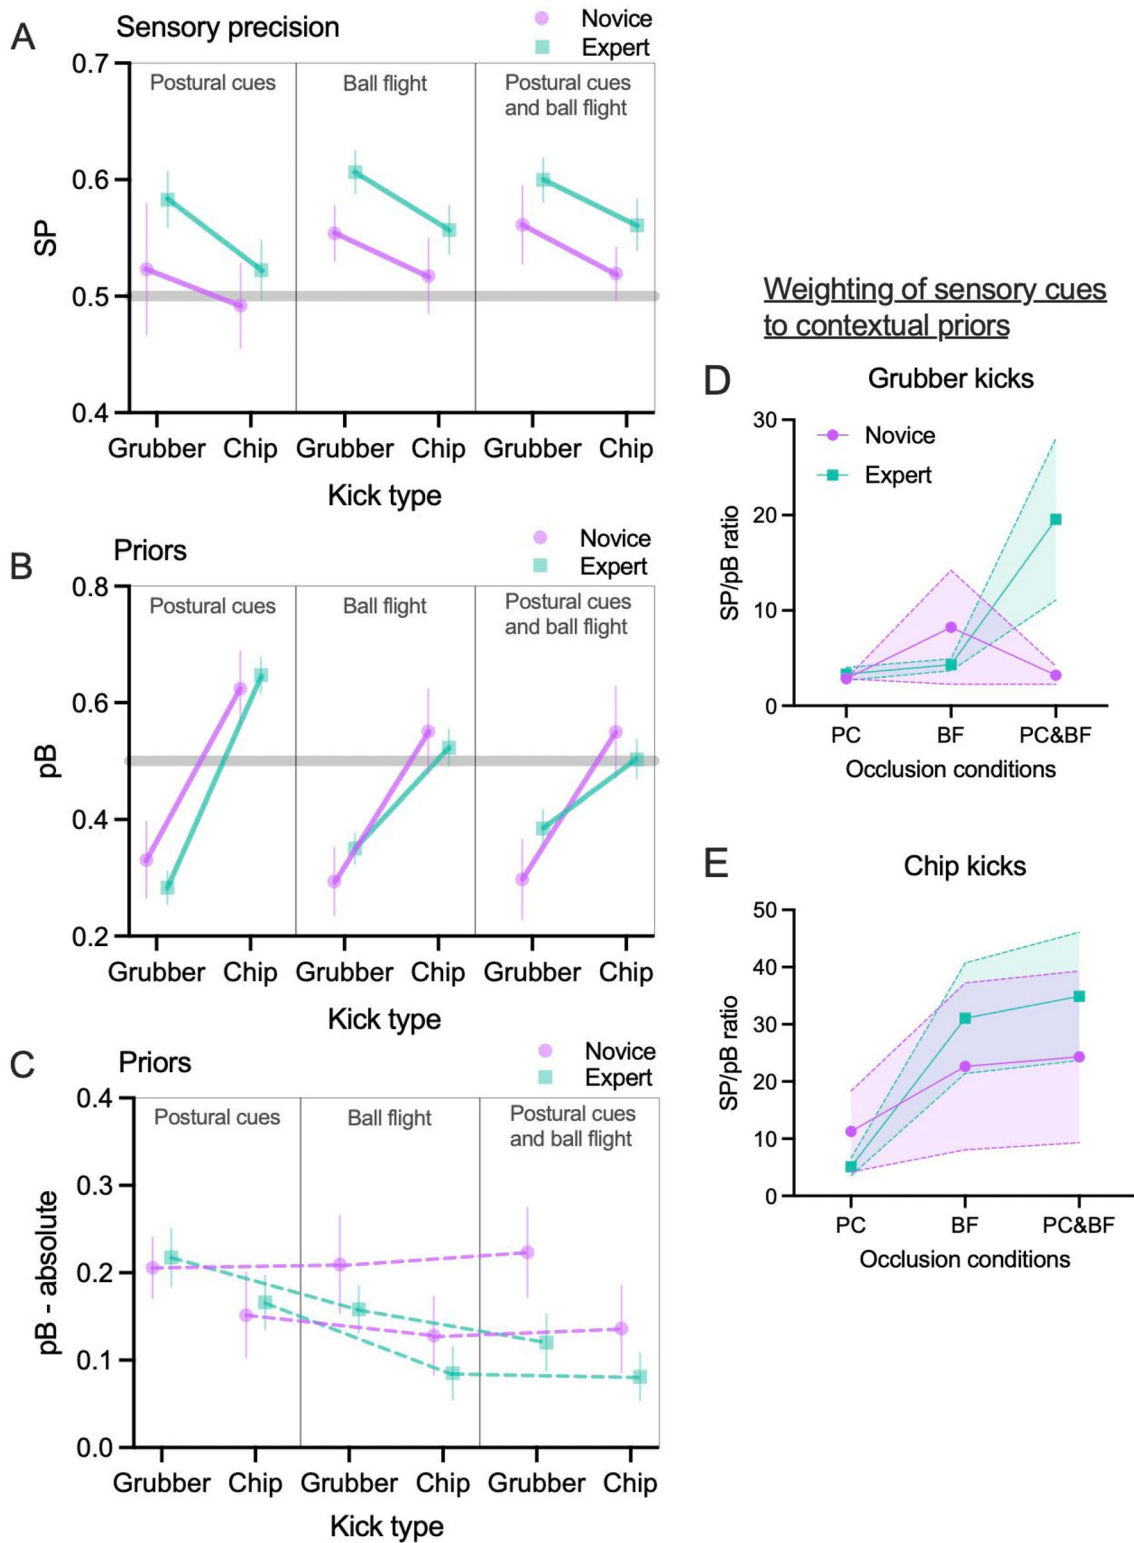 A
Sensory precision
Novice
Expert
0.7
0.6
0.5
0.4
SP
Postural cues
Ball flight
Postural cues
and ball flight
Grubber Chip Grubber Chip Grubber Chip
Kick type
B
Priors
Novice
Expert
0.8
0.6
0.4
0.2
pB
Postural cues
Ball flight
Postural cues
and ball flight
Grubber Chip Grubber Chip Grubber Chip
Kick type
C
Priors
Novice
Expert
0.4
0.3
0.2
0.1
0.0
pB - absolute
Postural cues
Ball flight
Postural cues
and ball flight
Grubber Chip Grubber Chip Grubber Chip
Kick type
Weighting of sensory cues
to contextual priors
D
Grubber kicks
Novice
Expert
30
20
10
0
SP/pB ratio
PC BF PC&BF
Occlusion conditions
E
Chip kicks
50
40
30
20
10
0
SP/pB ratio
PC BF PC&BF
Occlusion conditions